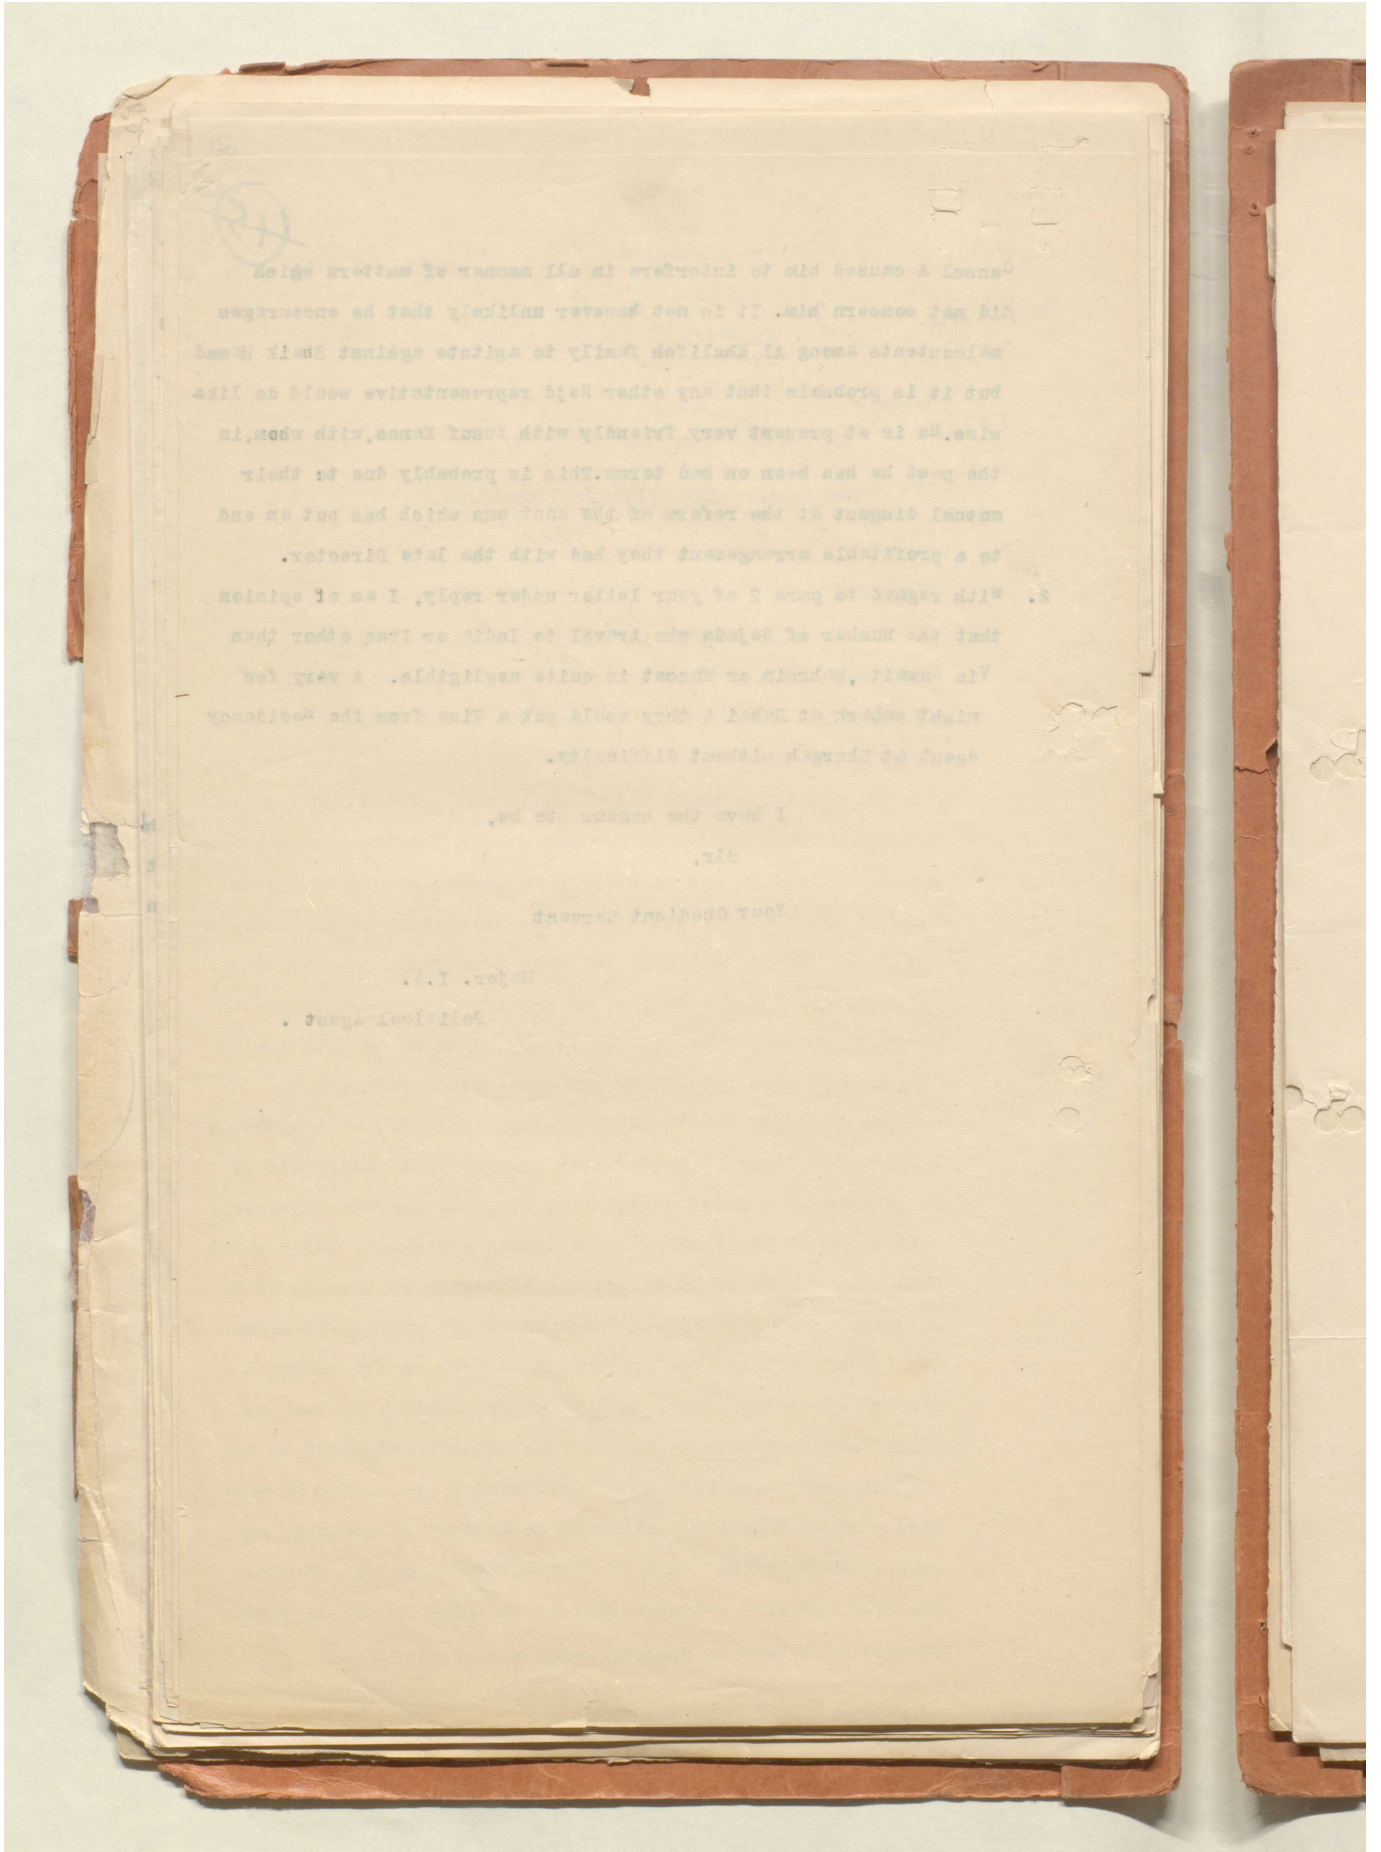 Consul & caused him to interfere in all manner of matters which
did not concern him. It is not however unlikely that he encourages
malcontents among Al Khalifeh family to agitate against Shaik Hamad
but it is probable that any other Najd representative would do like-
wise.He is at present very friendly with Yusuf Kanoo,with whom,in
the past he has been on bad terms.This is probably due to their
mutual disgust at the reform of the customs which has put an end
to a profitable arrangement they had with the late Director.
2. With regard to para 2 of your letter under reply, I am of opinion
that the number of Najdis who travel to India or Iraq other than
Via Kuwait ,Bahrain or Muscat is quite negligible. A very few
might embark at Dubai & they could get a Visa from the Residency
Agent at Shargah without difficulty.
I have the honour to be,
Sir,
Your Obedient Servant
Major. I.A.
Political Agent .